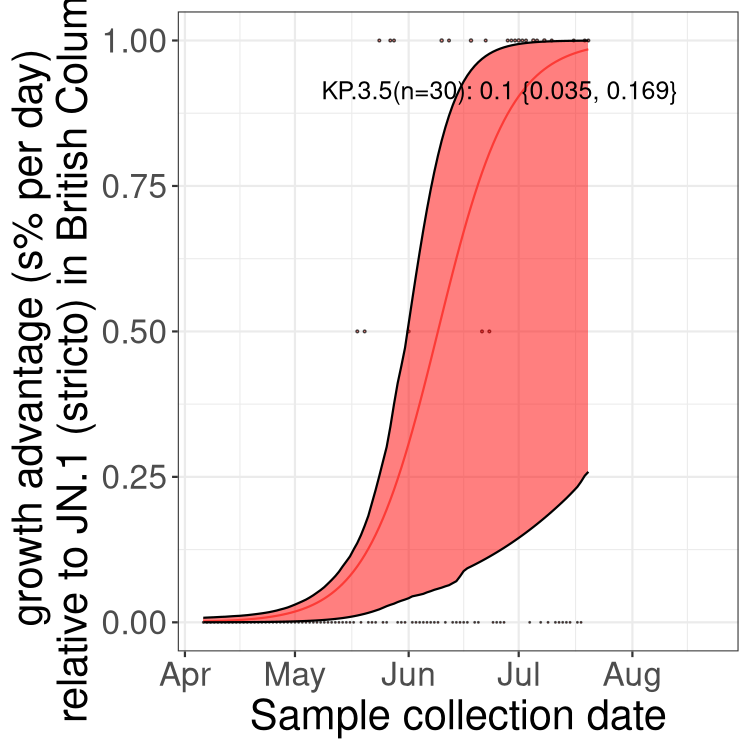 growth advantage (s% per day)
relative to JN.1 (stricto) in British Colum
1.00
0.75
0.50
0.25
0.00
KP.3.5(n=30): 0.1 {0.035, 0.169}
Apr May Jun Jul Aug
Sample collection date